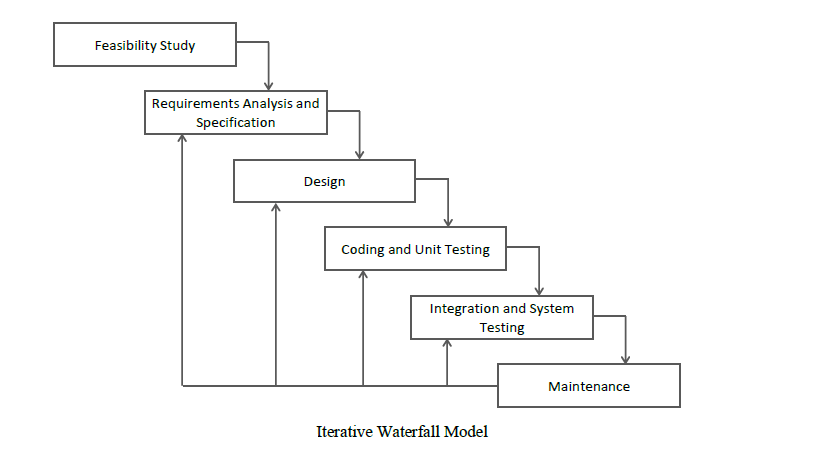 Feasibility Study
Requirements Analysis and
Specification
Design
Coding and Unit Testing
Integration and System
Testing
Maintenance
Iterative Waterfall Model